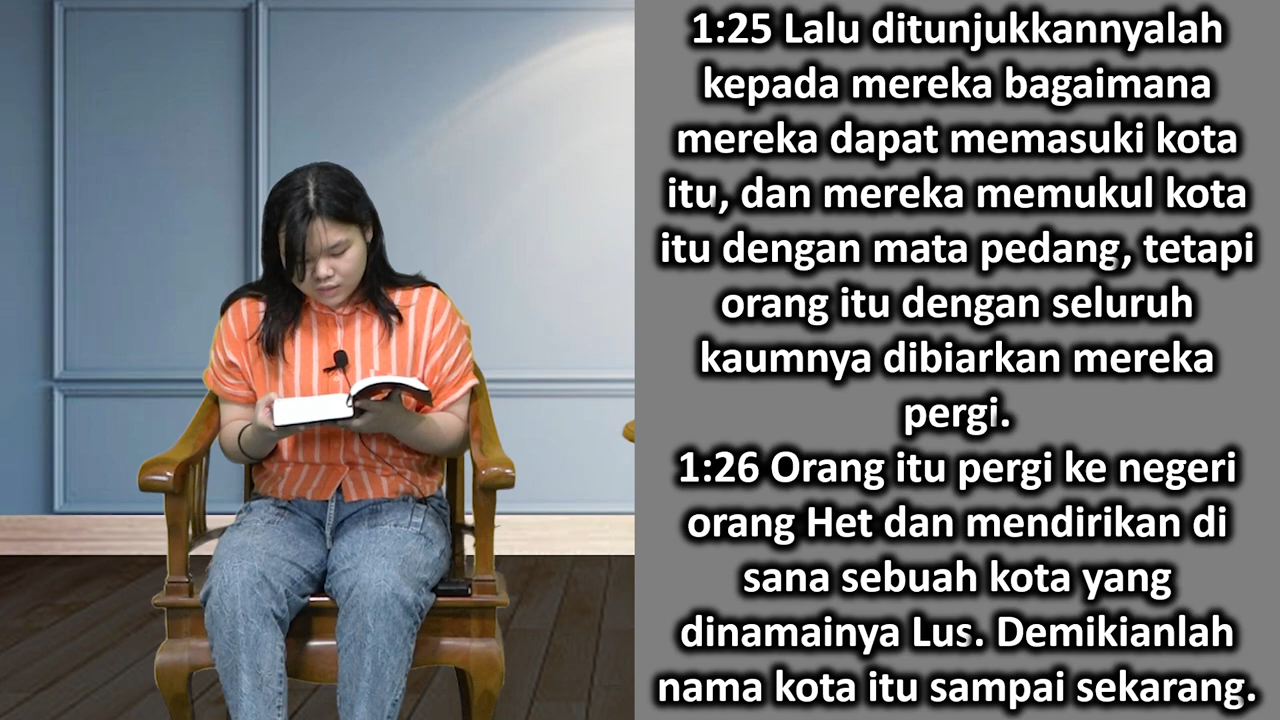 1:25 Lalu ditunjukkannyalah
kepada mereka bagaimana
mereka dapat memasuki kota
itu, dan mereka memukul kota
itu dengan mata pedang, tetapi
orang itu dengan seluruh
kaumnya dibiarkan mereka
pergi.
1:26 Orang itu pergi ke negeri
orang Het dan mendirikan di
sana sebuah kota yang
dinamainya Lus. Demikianlah
nama kota itu sampai sekarang.